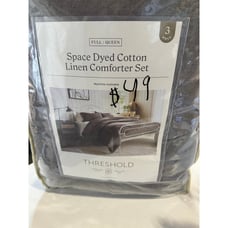 FULL • QUEEN
3
Space Dyed Cotton
Linen Comforter Set
$49
THRESHOLD